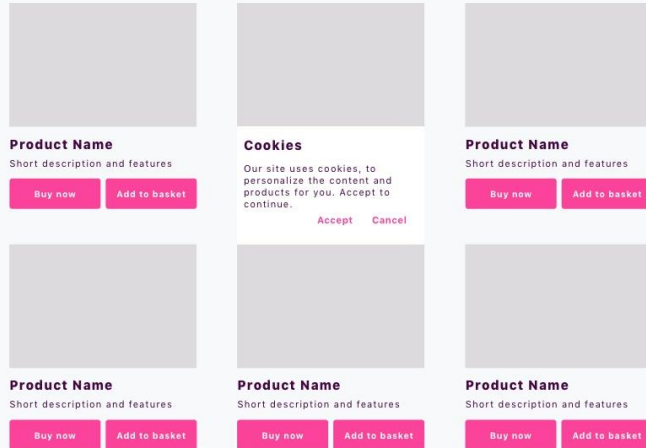 Product Name
Short description and features
Buy now
Add to basket
Cookies
Our site uses cookies, to
personalize the content and
products for you. Accept to
continue.
Accept
Cancel
Product Name
Short description and features
Buy now
Add to basket
Product Name
Short description and features
Buy now
Add to basket
Product Name
Short description and features
Buy now
Add to basket
Product Name
Short description and features
Buy now
Add to basket